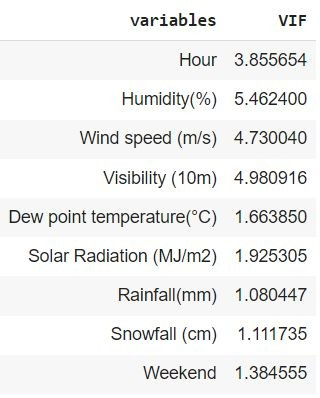 variables VIF
Hour 3.855654
Humidity(%) 5.462400
Wind speed (m/s) 4.730040
Visibility (10m) 4.980916
Dew point temperature(°C) 1.663850
Solar Radiation (MJ/m2) 1.925305
Rainfall(mm) 1.080447
Snowfall (cm) 1.111735
Weekend 1.384555